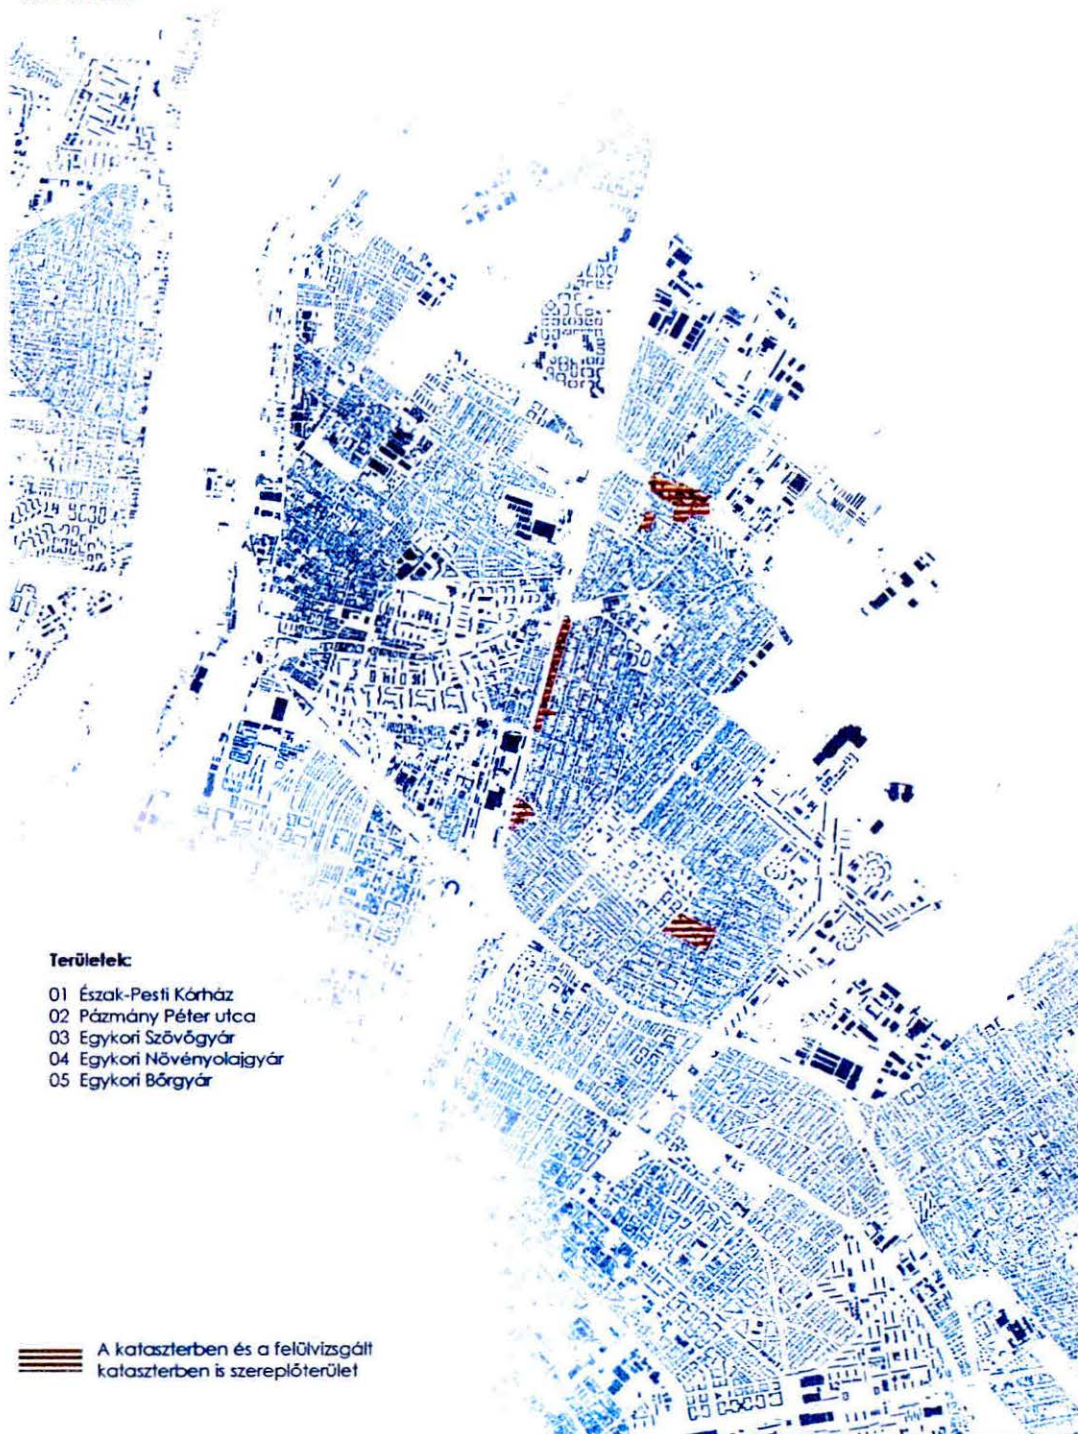 Területek:
01 Észak-Pesti Kórház
02 Pázmány Péter utca
03 Egykori Szövőgyár
04 Egykori Növényolajgyár
05 Egykori Bőrgyár
A kataszterben és a felülvizsgált
kataszterben is szereplőterület